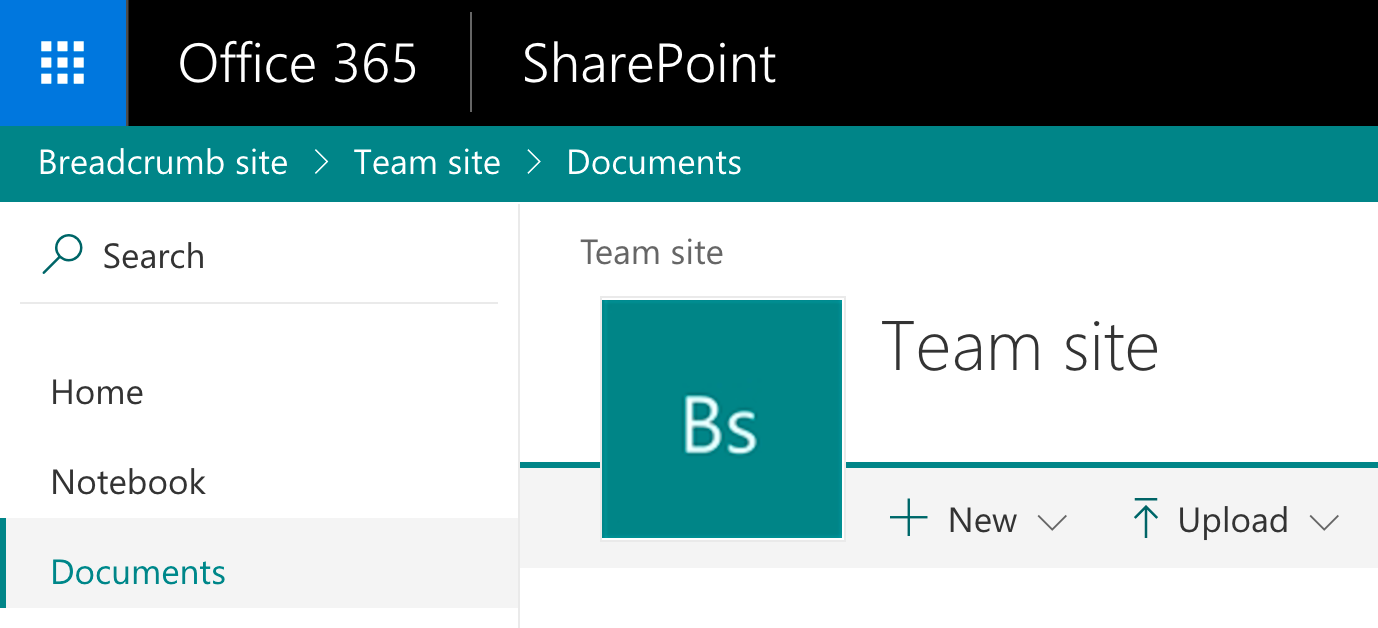 Office 365 SharePoint
Breadcrumb site > Team site > Documents
Search
Home
Notebook
Documents
Team site
Bs
Team site
New
Upload